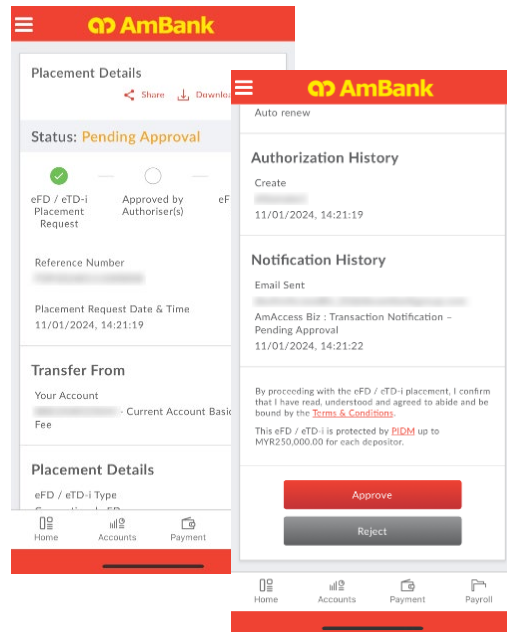 AmBank
Placement Details
Share
Status: Pending Approval
eFD / eTD-i
Placement
Request
Approved by
Authoriser(s)
Reference Number
Placement Request Date & Time
11/01/2024, 14:21:19
Transfer From
Your Account
- Current Account Basic
Fee
Placement Details
eFD / eTD-i Type
Home
Accounts
Payment
AmBank
Auto renew
Authorization History
Create
11/01/2024, 14:21:19
Notification History
Email Sent
AmAccess Biz : Transaction Notification –
Pending Approval
11/01/2024, 14:21:22
By proceeding with the eFD / eTD-i placement, I confirm
that I have read, understood and agreed to abide and be
bound by the Terms & Conditions.
This eFD / eTD-i is protected by PIDM up to
MYR250,000.00 for each depositor.
Approve
Reject
Home
Accounts
Payment
Payroll